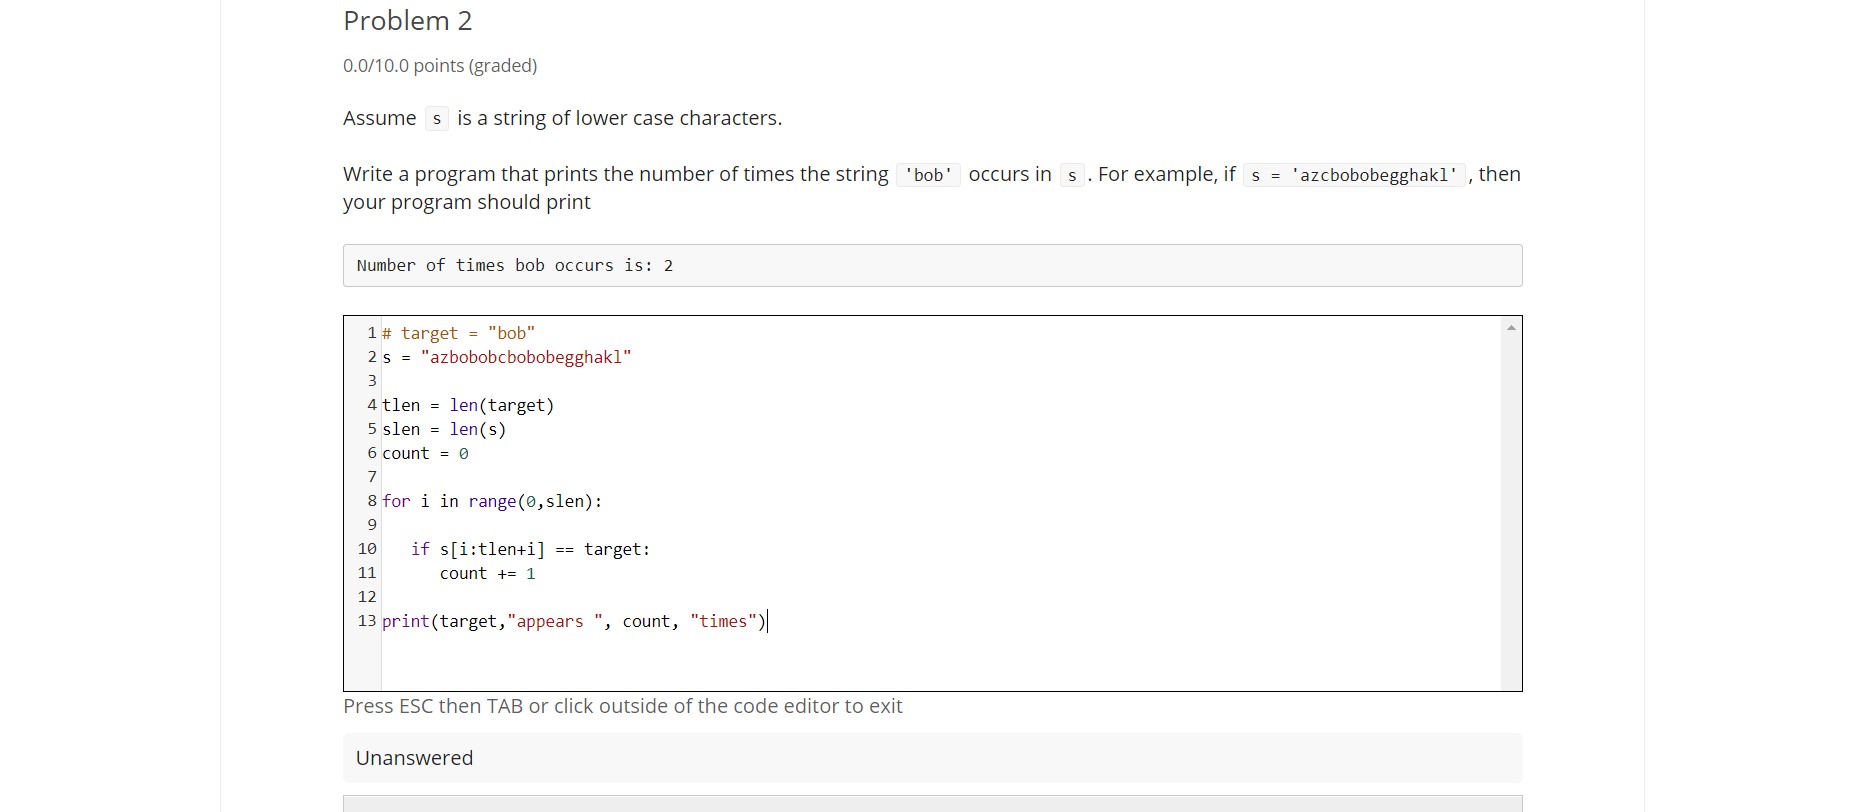 Problem 2
0.0/10.0 points (graded)
Assume s is a string of lower case characters.
Write a program that prints the number of times the string 'bob' occurs in s . For example, if s = 'azcbobobegghakl' , then
your program should print
Number of times bob occurs is: 2
1 # target = "bob"
2 s = "azbobobcbobobegghakl"
3
4 tlen = len(target)
5 slen = len(s)
6 count = 0
7
8 for i in range(0,slen):
9
10    if s[i:tlen+i] == target:
11       count += 1
12
13 print(target,"appears ", count, "times")
Press ESC then TAB or click outside of the code editor to exit
Unanswered